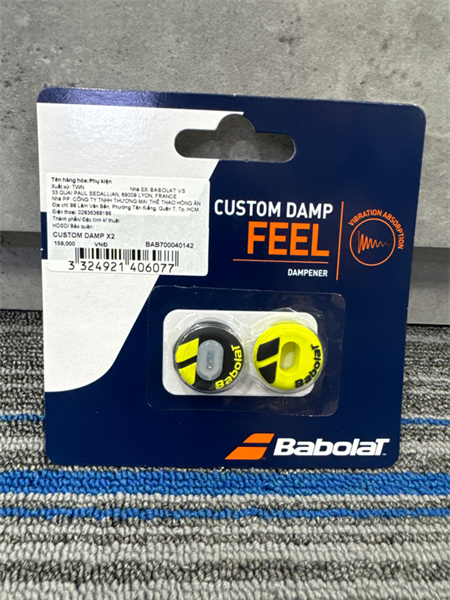 Tên hàng hóa: Phụ kiện
Xuất xứ: TWN Nhà SX: BABOLAT VS
33 QUAI PAUL SEDALLIAN, 69009 LYON, FRANCE
Nhà PP: CÔNG TY TNHH THƯƠNG MẠI THỂ THAO HỒNG ÂN
Địa chỉ: 98 Lâm Văn Bền, Phường Tân Kiểng, Quận 7, Tp. HCM
Điện thoại: 02838368186
Thành phần/ Đặc tính kĩ thuật:
HDSD/ Bảo quản:
CUSTOM DAMP X2
159,000 VND BAB700040142
3 324921 406077
CUSTOM DAMP
FEEL
DAMPENER
VIBRATION ABSORPTION
Babolat
Babolat
Babolat